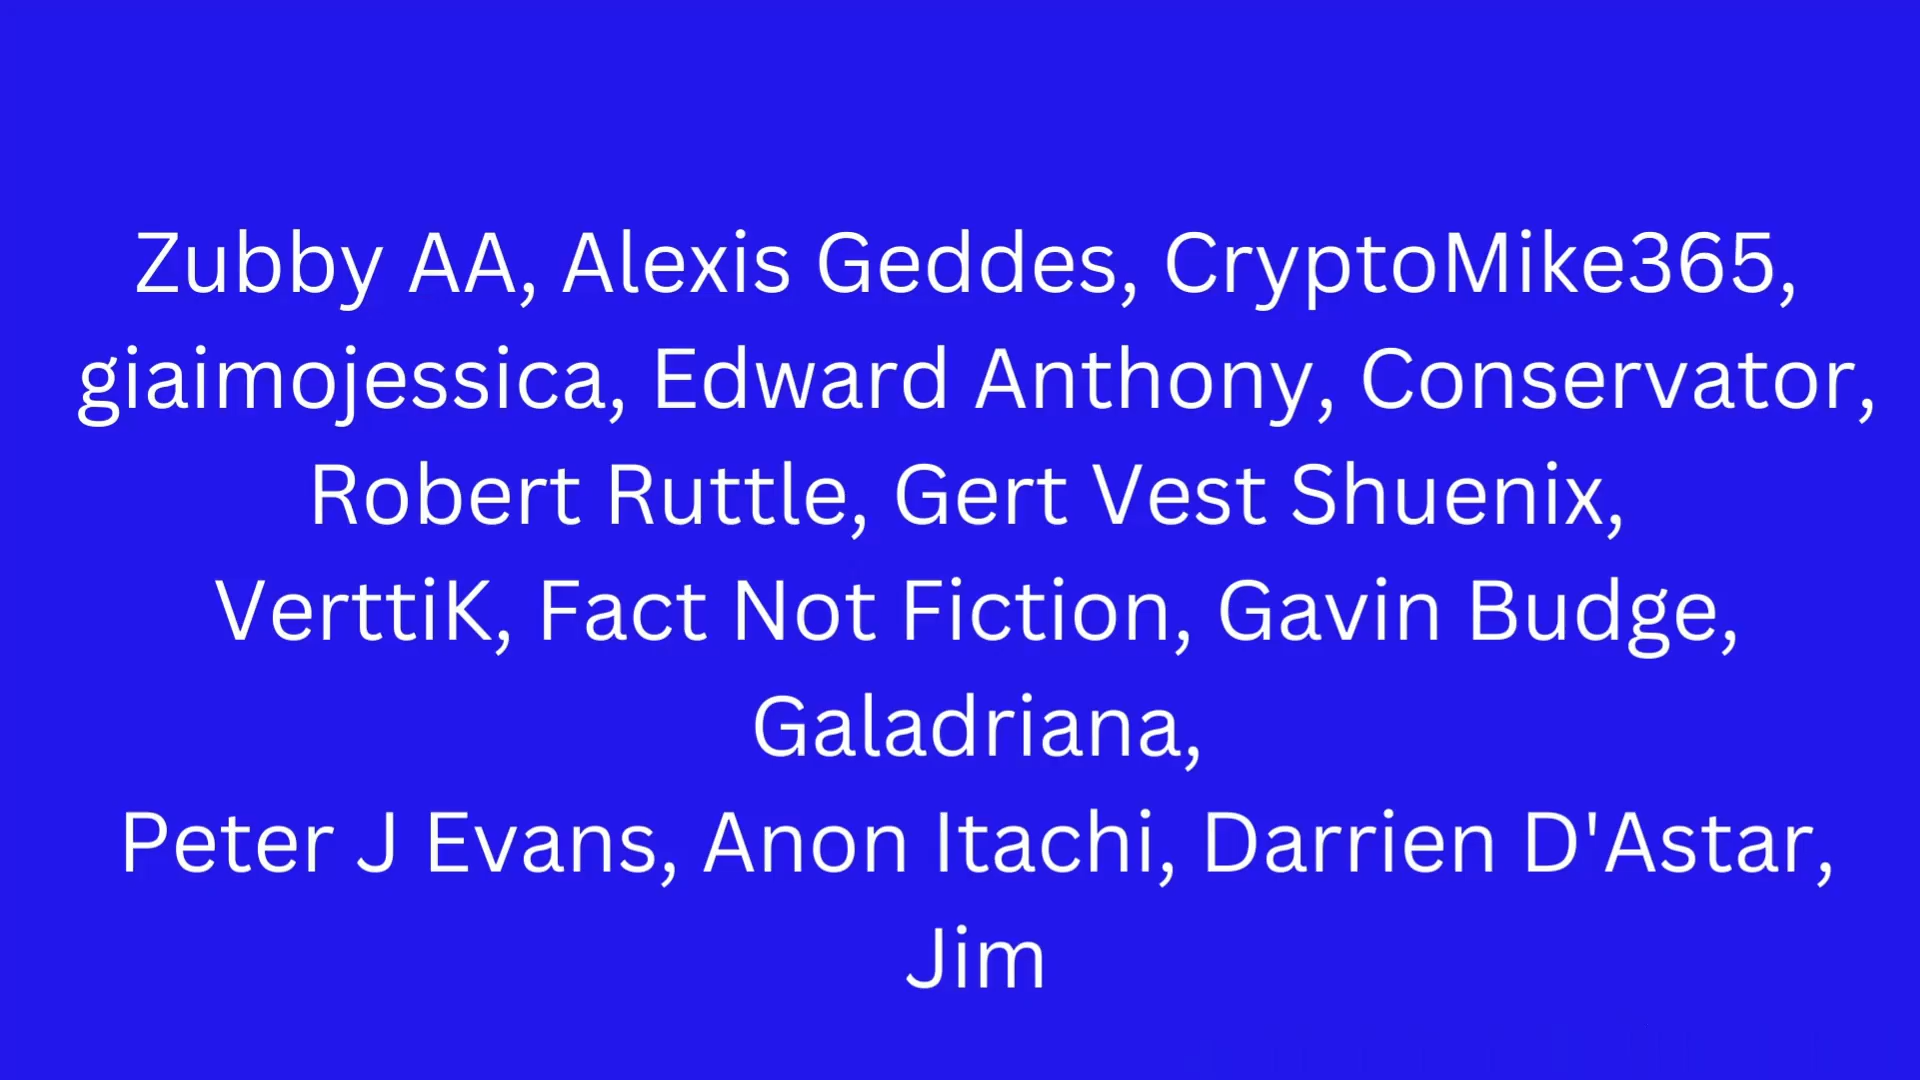 Zubby AA, Alexis Geddes, CryptoMike365,
giaimojessica, Edward Anthony, Conservator,
Robert Ruttle, Gert Vest Shuenix,
VerttiK, Fact Not Fiction, Gavin Budge,
Galadriana,
Peter J Evans, Anon Itachi, Darrien D'Astar,
Jim